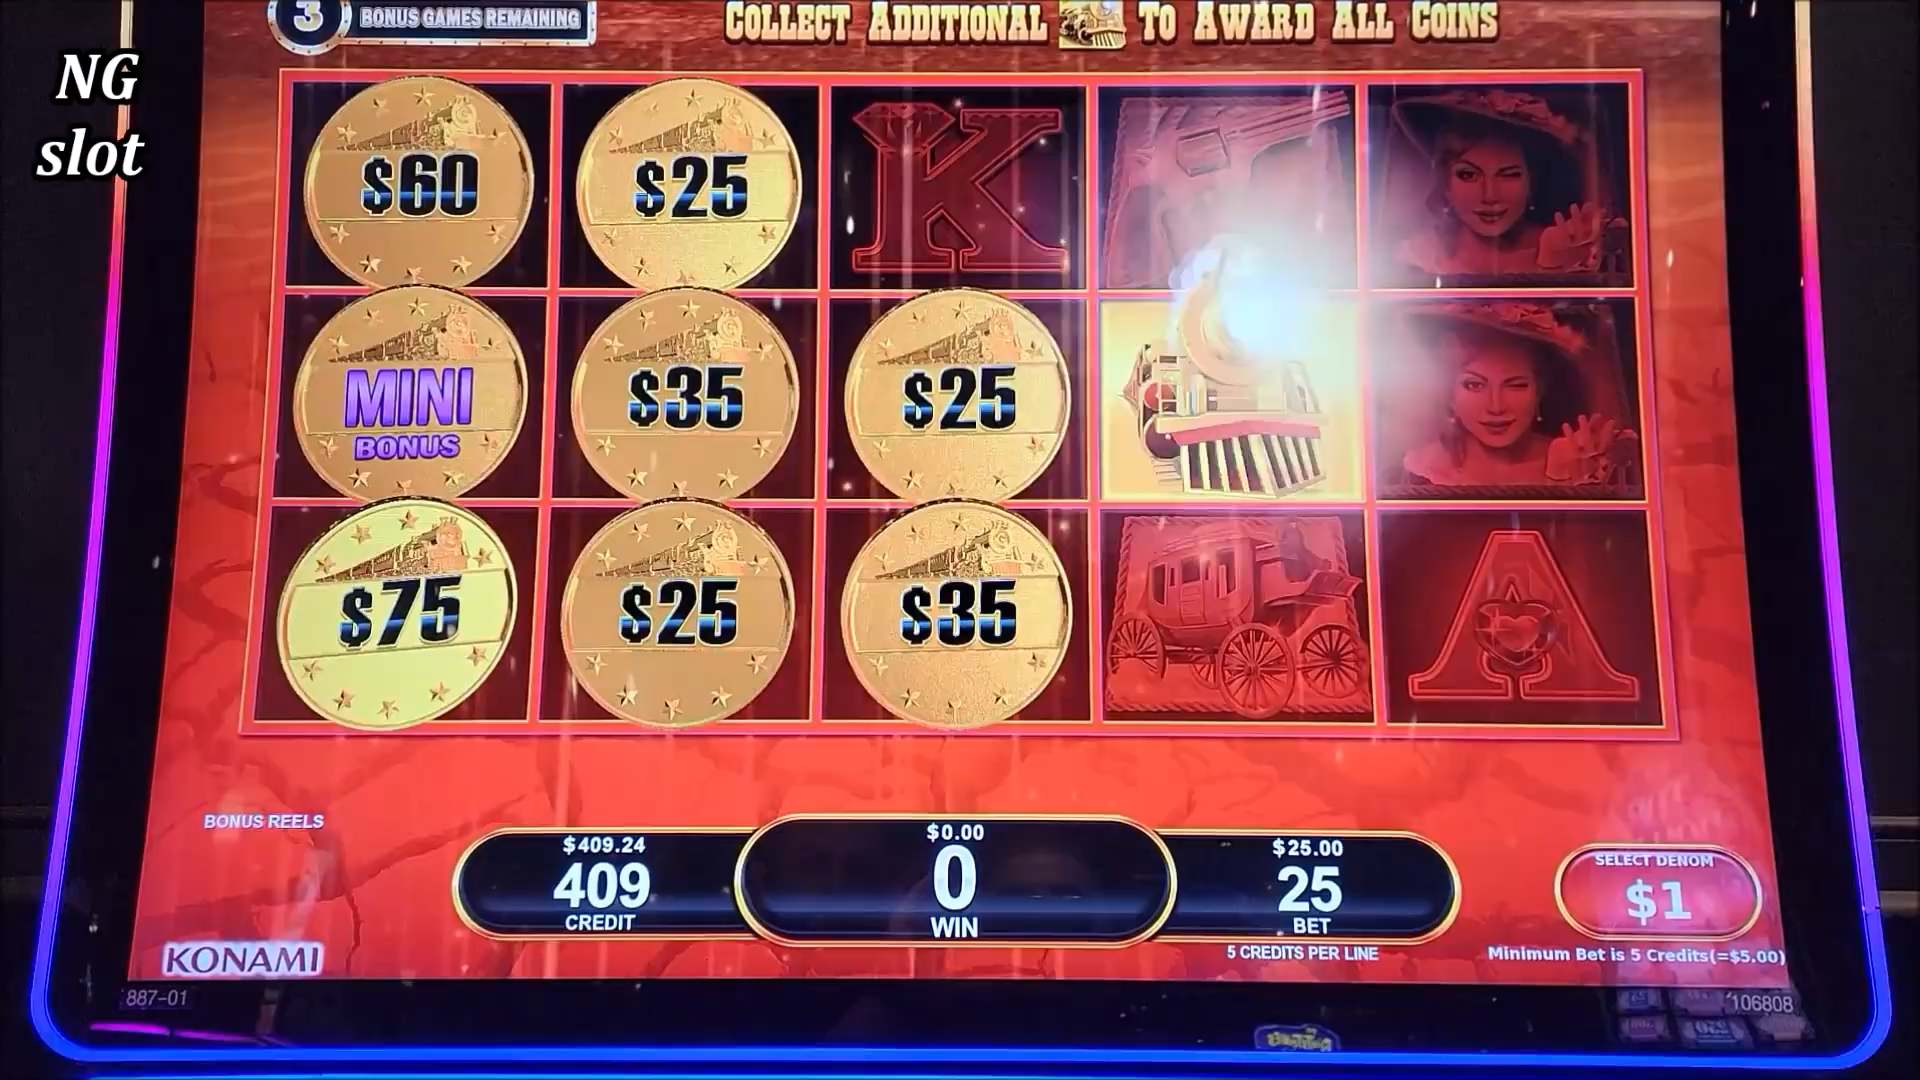 NG
slot
3 BONUS GAMES REMAINING
COLLECT ADDITIONAL TO AWARD ALL COINS
$60
$25
K
MINI
BONUS
$35
$25
$75
$25
$35
A
BONUS REELS
$409.24
409
CREDIT
$0.00
0
WIN
$25.00
25
BET
5 CREDITS PER LINE
SELECT DENOM
$1
Minimum Bet is 5 Credits(=$5.00)
KONAMI
887-01
106808